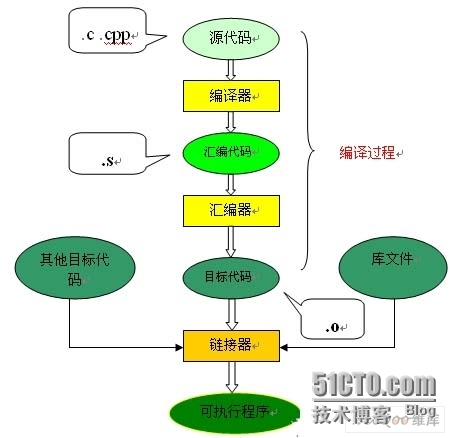 .c .cpp
源代码
编译器
.s
汇编代码
编译过程
汇编器
其他目标代
码
目标代码
库文件
.o
链接器
51CTO.com
技术博客 Blog
可执行程序
维库